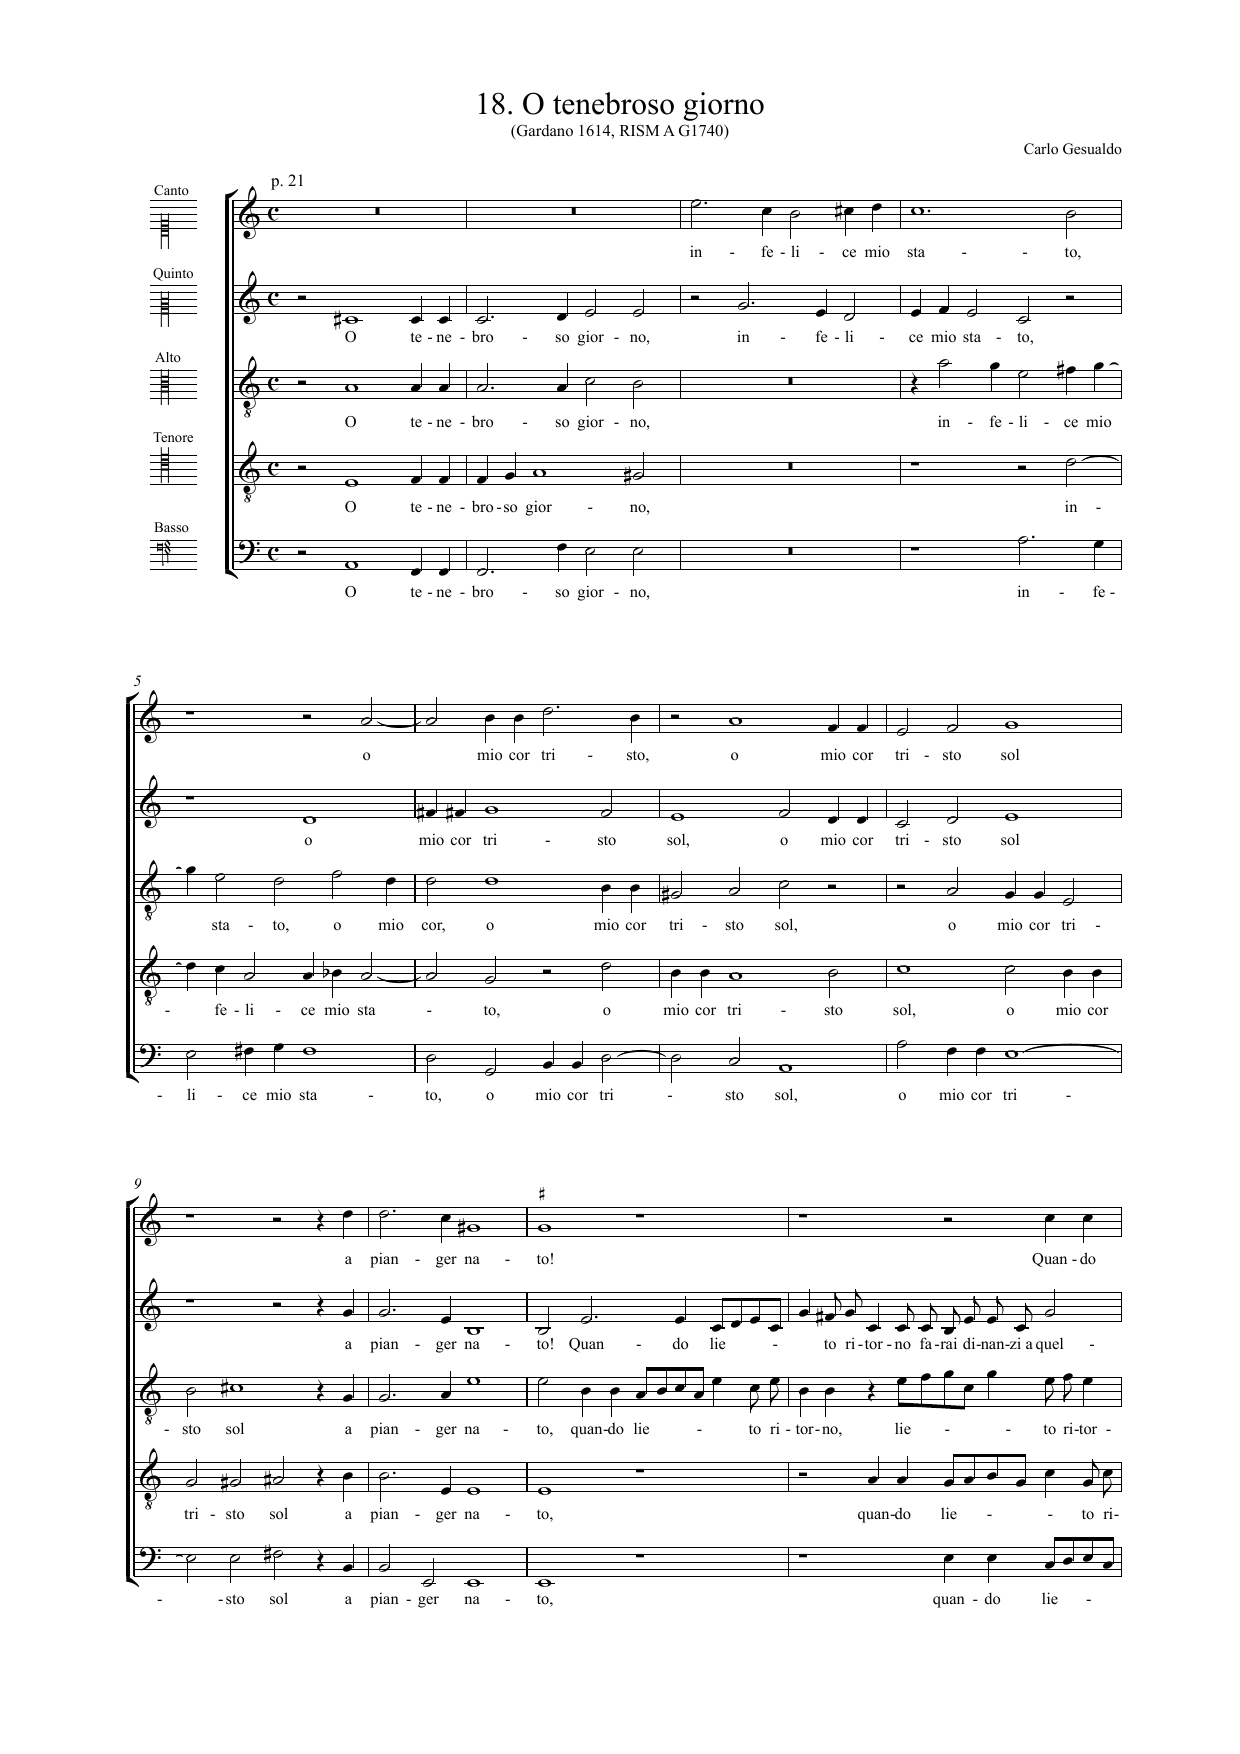 18. O tenebroso giorno
(Gardano 1614, RISM A G1740)
Carlo Gesualdo
p. 21
Canto
in - fe - li - ce mio sta - - to,
Quinto
O te - ne - bro - so gior - no, in - fe - li - ce mio sta - to,
Alto
O te - ne - bro - so gior - no, in - fe - li - ce mio
Tenore
O te - ne - bro - so gior - no, in -
Basso
O te - ne - bro - so gior - no, in - fe -
5
o mio cor tri - sto, o mio cor tri - sto sol
o mio cor tri - sto sol, o mio cor tri - sto sol
sta - to, o mio cor, o mio cor tri - sto sol, o mio cor tri -
- fe - li - ce mio sta - to, o mio cor tri - sto sol, o mio cor
- li - ce mio sta - to, o mio cor tri - sto sol, o mio cor tri -
9
a pian - ger na - to! Quan - do
a pian - ger na - to! Quan - do lie - to ri - tor - no fa - rai di - nan - zi a quel -
- sto sol a pian - ger na - to, quan - do lie - - to ri - tor - no, lie - - to ri - tor -
tri - sto sol a pian - ger na - to, quan - do lie - - to ri -
- - sto sol a pian - ger na - to, quan - do lie -